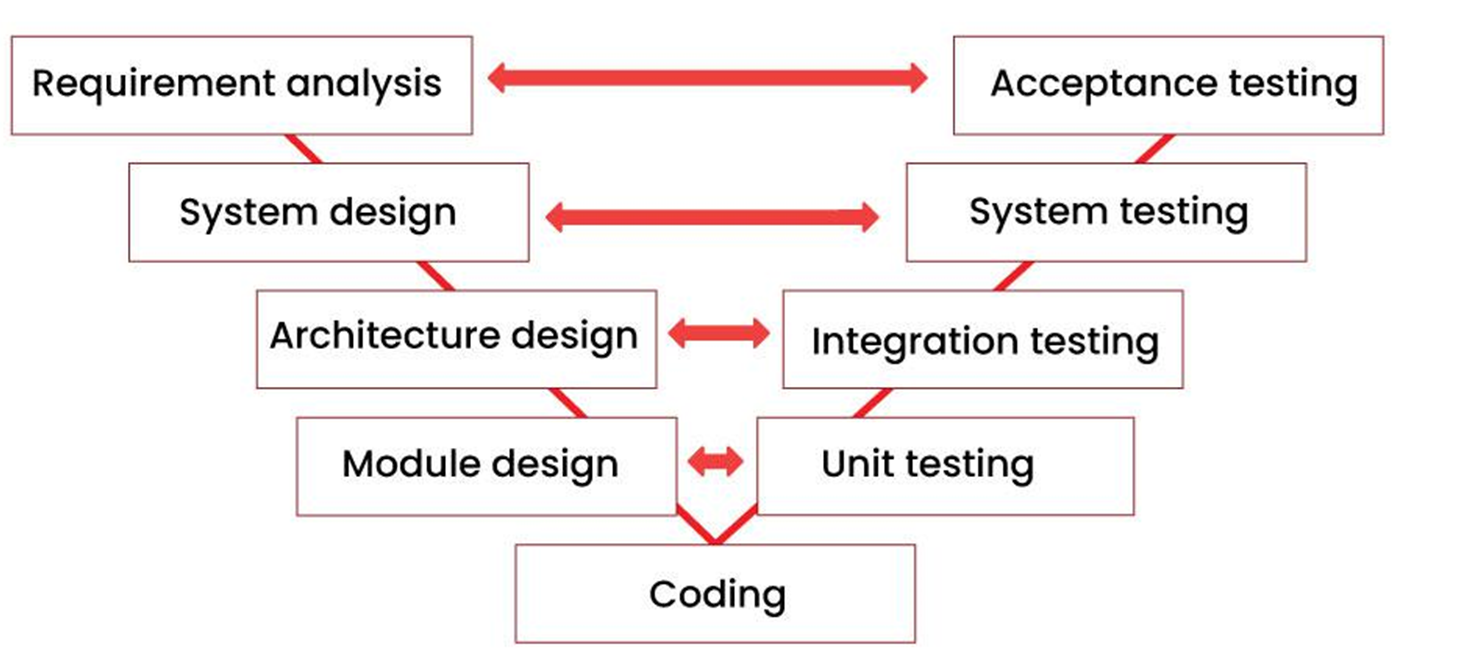 Requirement analysis
Acceptance testing
System design
System testing
Architecture design
Integration testing
Module design
Unit testing
Coding